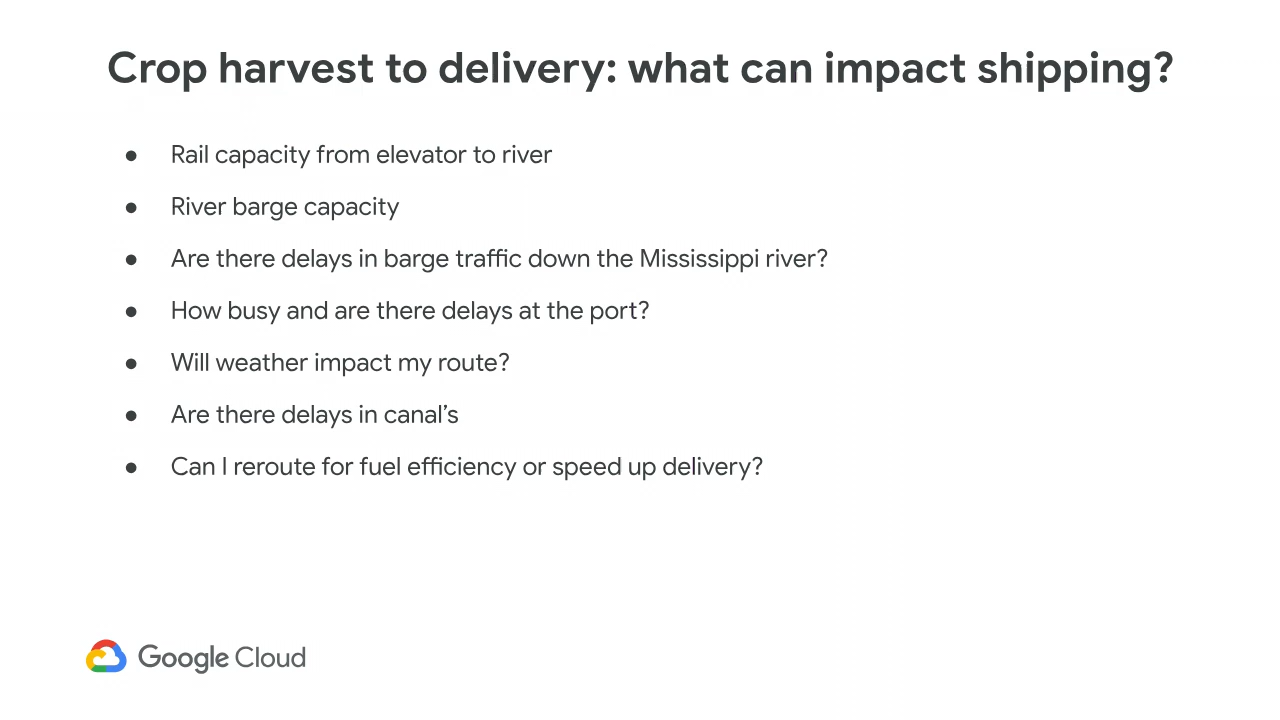 Crop harvest to delivery: what can impact shipping?
● Rail capacity from elevator to river
● River barge capacity
● Are there delays in barge traffic down the Mississippi river?
● How busy and are there delays at the port?
● Will weather impact my route?
● Are there delays in canal’s
● Can I reroute for fuel efficiency or speed up delivery?
Google Cloud